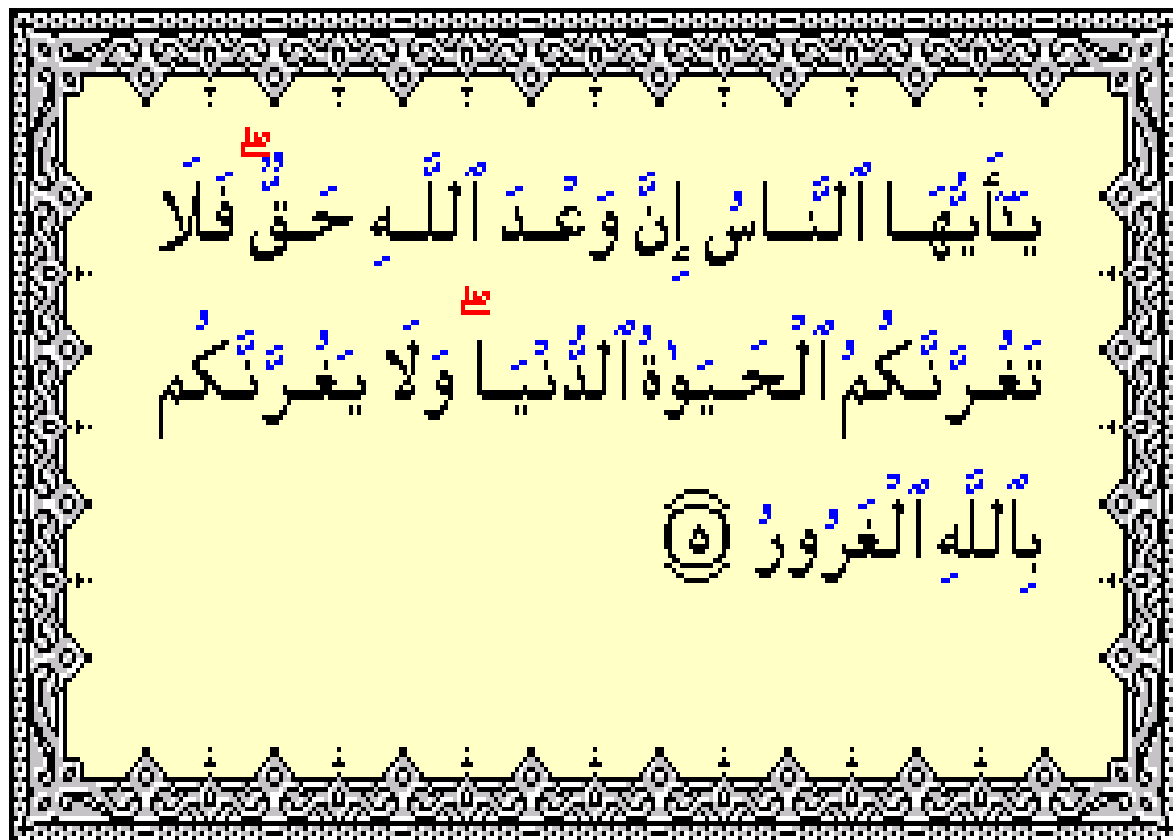 يَـٰٓأَيُّهَا ٱلنَّاسُ إِنَّ وَعْدَ ٱللَّهِ حَقٌّ ۖ فَلَا
تَغُرَّنَّكُمُ ٱلْحَيَوٰةُ ٱلدُّنْيَا ۖ وَلَا يَغُرَّنَّكُم
بِٱللَّهِ ٱلْغَرُورُ ٥